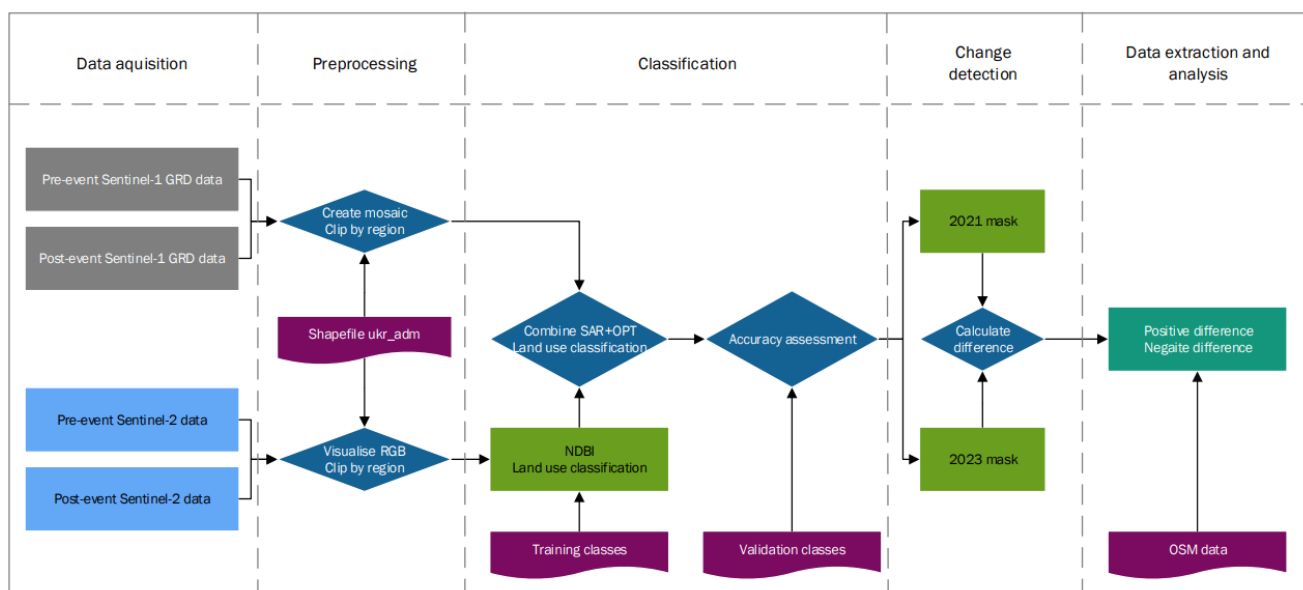 Data aquisition
Preprocessing
Classification
Change
detection
Data extraction and
analysis
Pre-event Sentinel-1 GRD data
Post-event Sentinel-1 GRD data
Create mosaic
Clip by region
2021 mask
Shapefile ukr_adm
Combine SAR+OPT
Land use classification
Accuracy assessment
Calculate
difference
Positive difference
Negaite difference
Pre-event Sentinel-2 data
Post-event Sentinel-2 data
Visualise RGB
Clip by region
NDBI
Land use classification
2023 mask
Training classes
Validation classes
OSM data